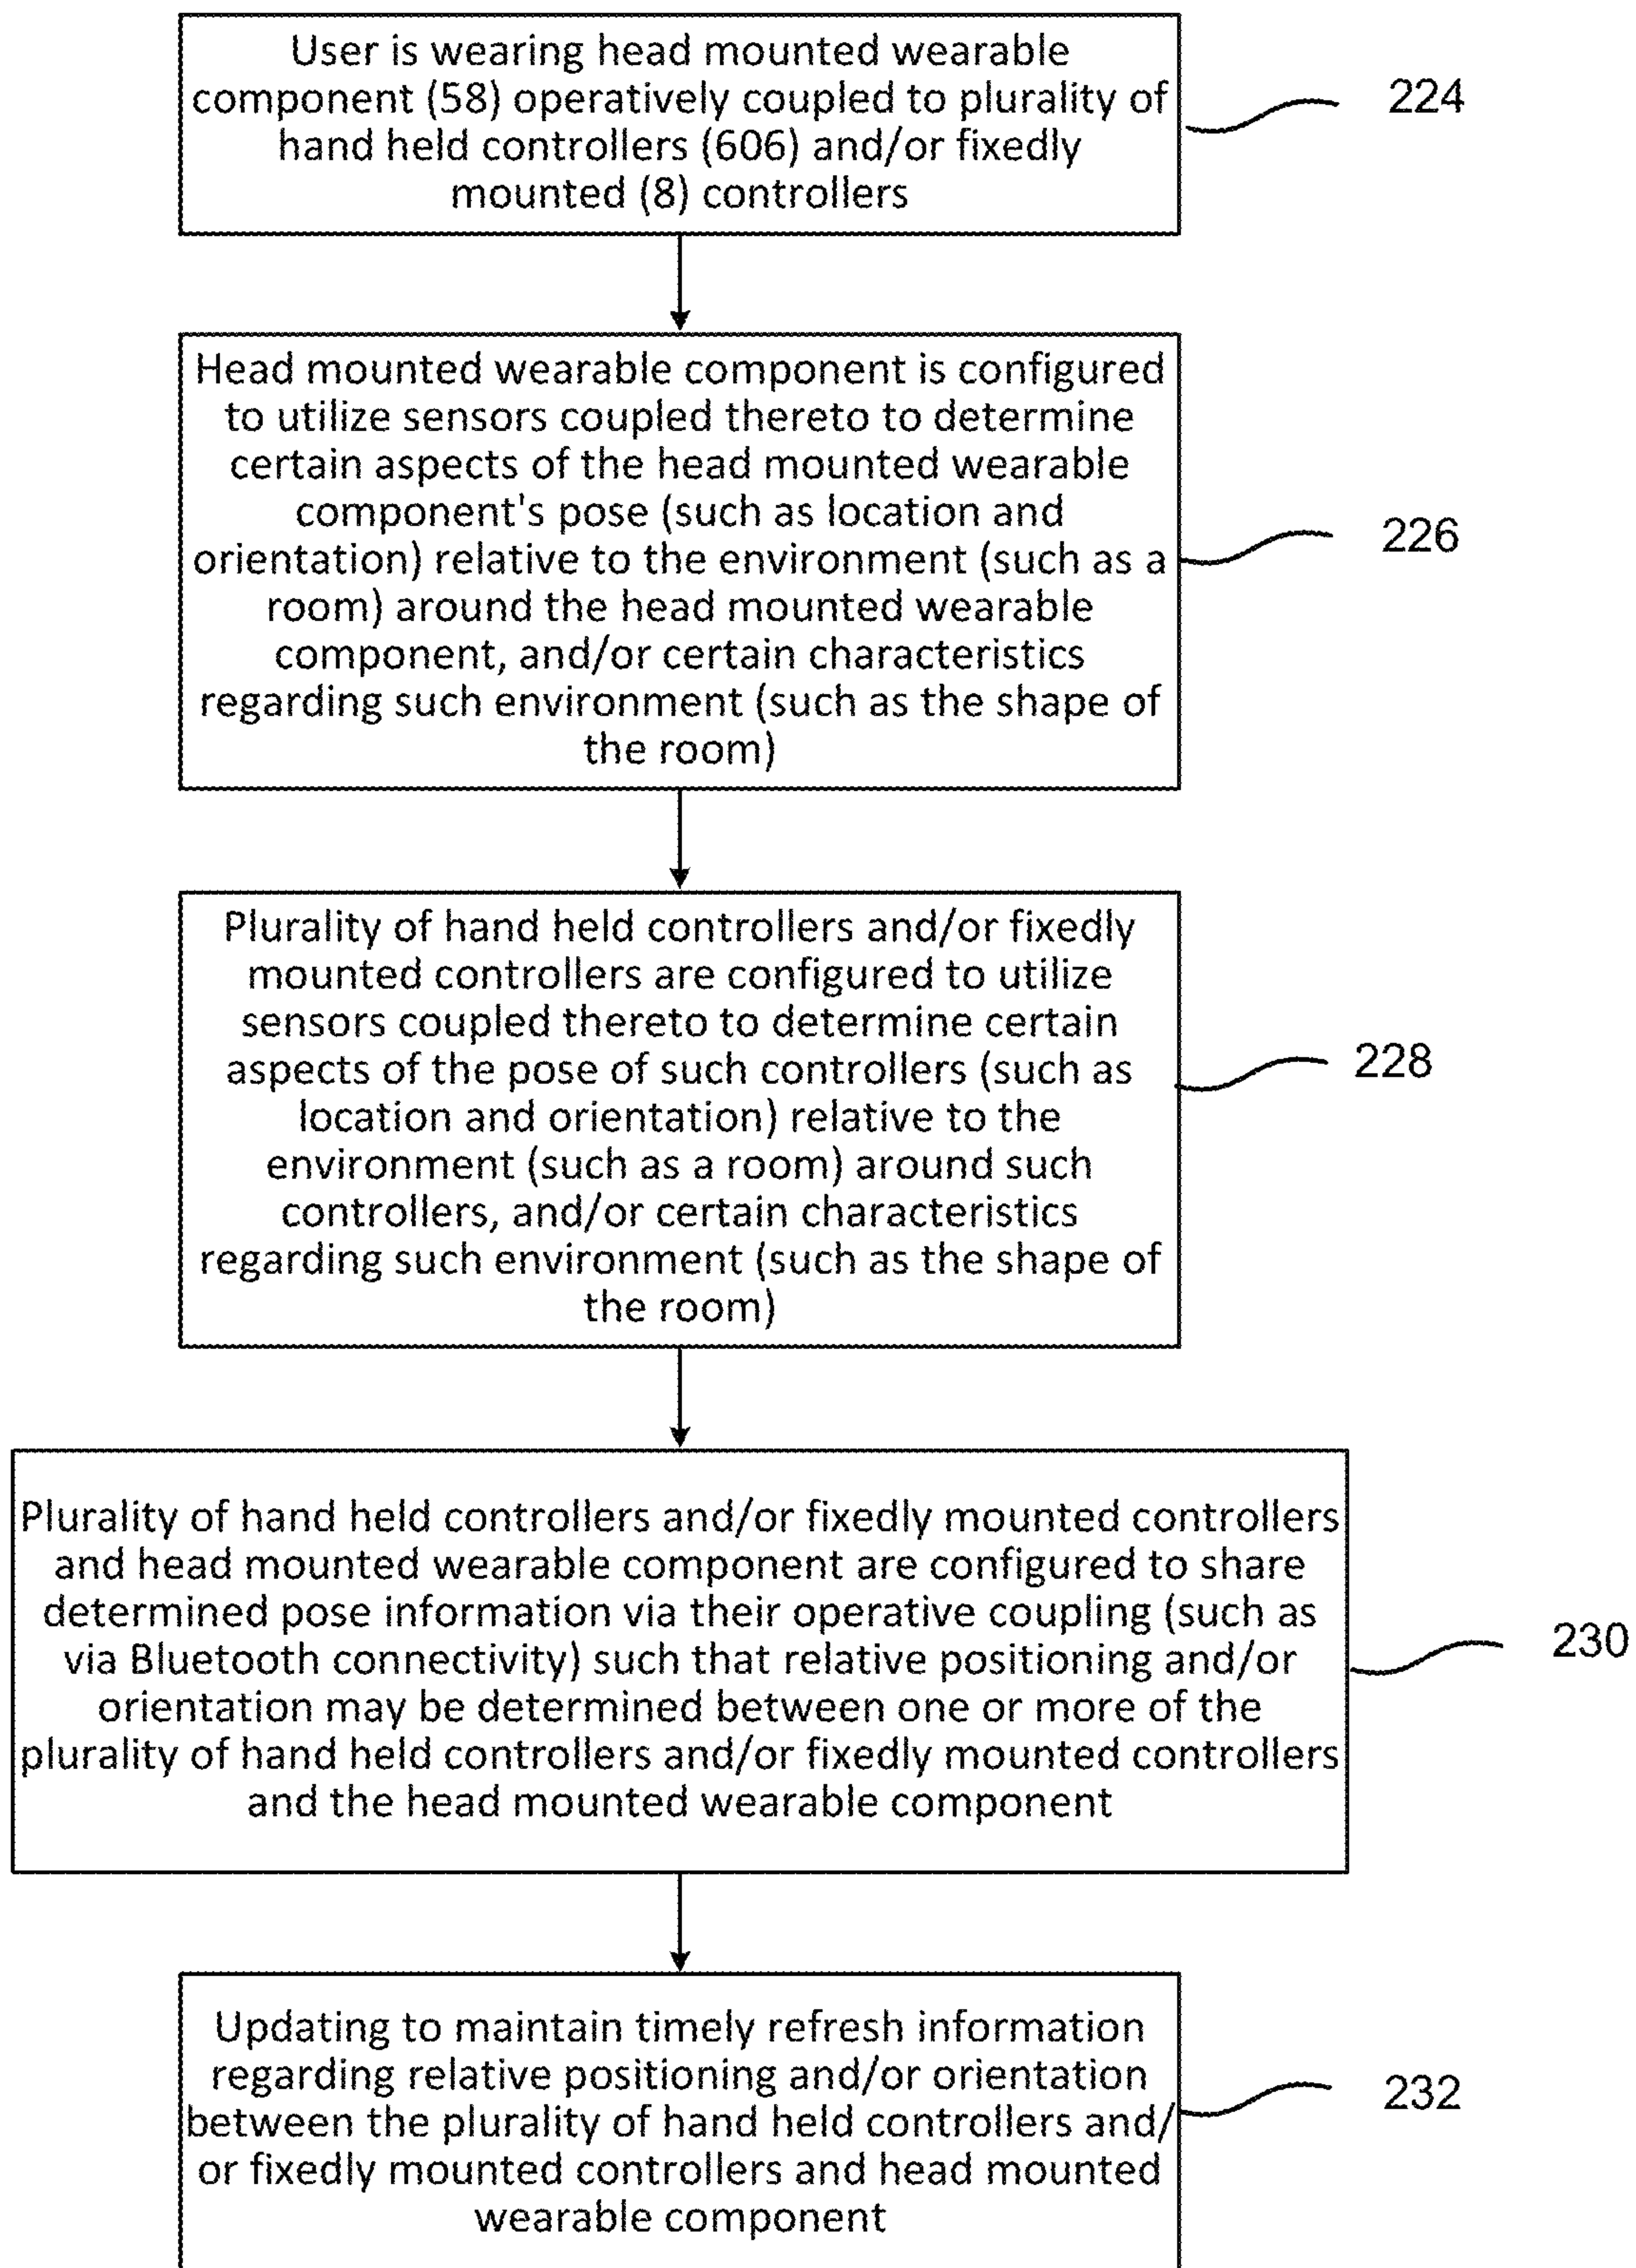 User is wearing head mounted wearable
component (58) operatively coupled to plurality of
hand held controllers (606) and/or fixedly
mounted (8) controllers
224
Head mounted wearable component is configured
to utilize sensors coupled thereto to determine
certain aspects of the head mounted wearable
component's pose (such as location and
orientation) relative to the environment (such as a
room) around the head mounted wearable
component, and/or certain characteristics
regarding such environment (such as the shape of
the room)
226
Plurality of hand held controllers and/or fixedly
mounted controllers are configured to utilize
sensors coupled thereto to determine certain
aspects of the pose of such controllers (such as
location and orientation) relative to the
environment (such as a room) around such
controllers, and/or certain characteristics
regarding such environment (such as the shape of
the room)
228
Plurality of hand held controllers and/or fixedly mounted controllers
and head mounted wearable component are configured to share
determined pose information via their operative coupling (such as
via Bluetooth connectivity) such that relative positioning and/or
orientation may be determined between one or more of the
plurality of hand held controllers and/or fixedly mounted controllers
and the head mounted wearable component
230
Updating to maintain timely refresh information
regarding relative positioning and/or orientation
between the plurality of hand held controllers and/
or fixedly mounted controllers and head mounted
wearable component
232